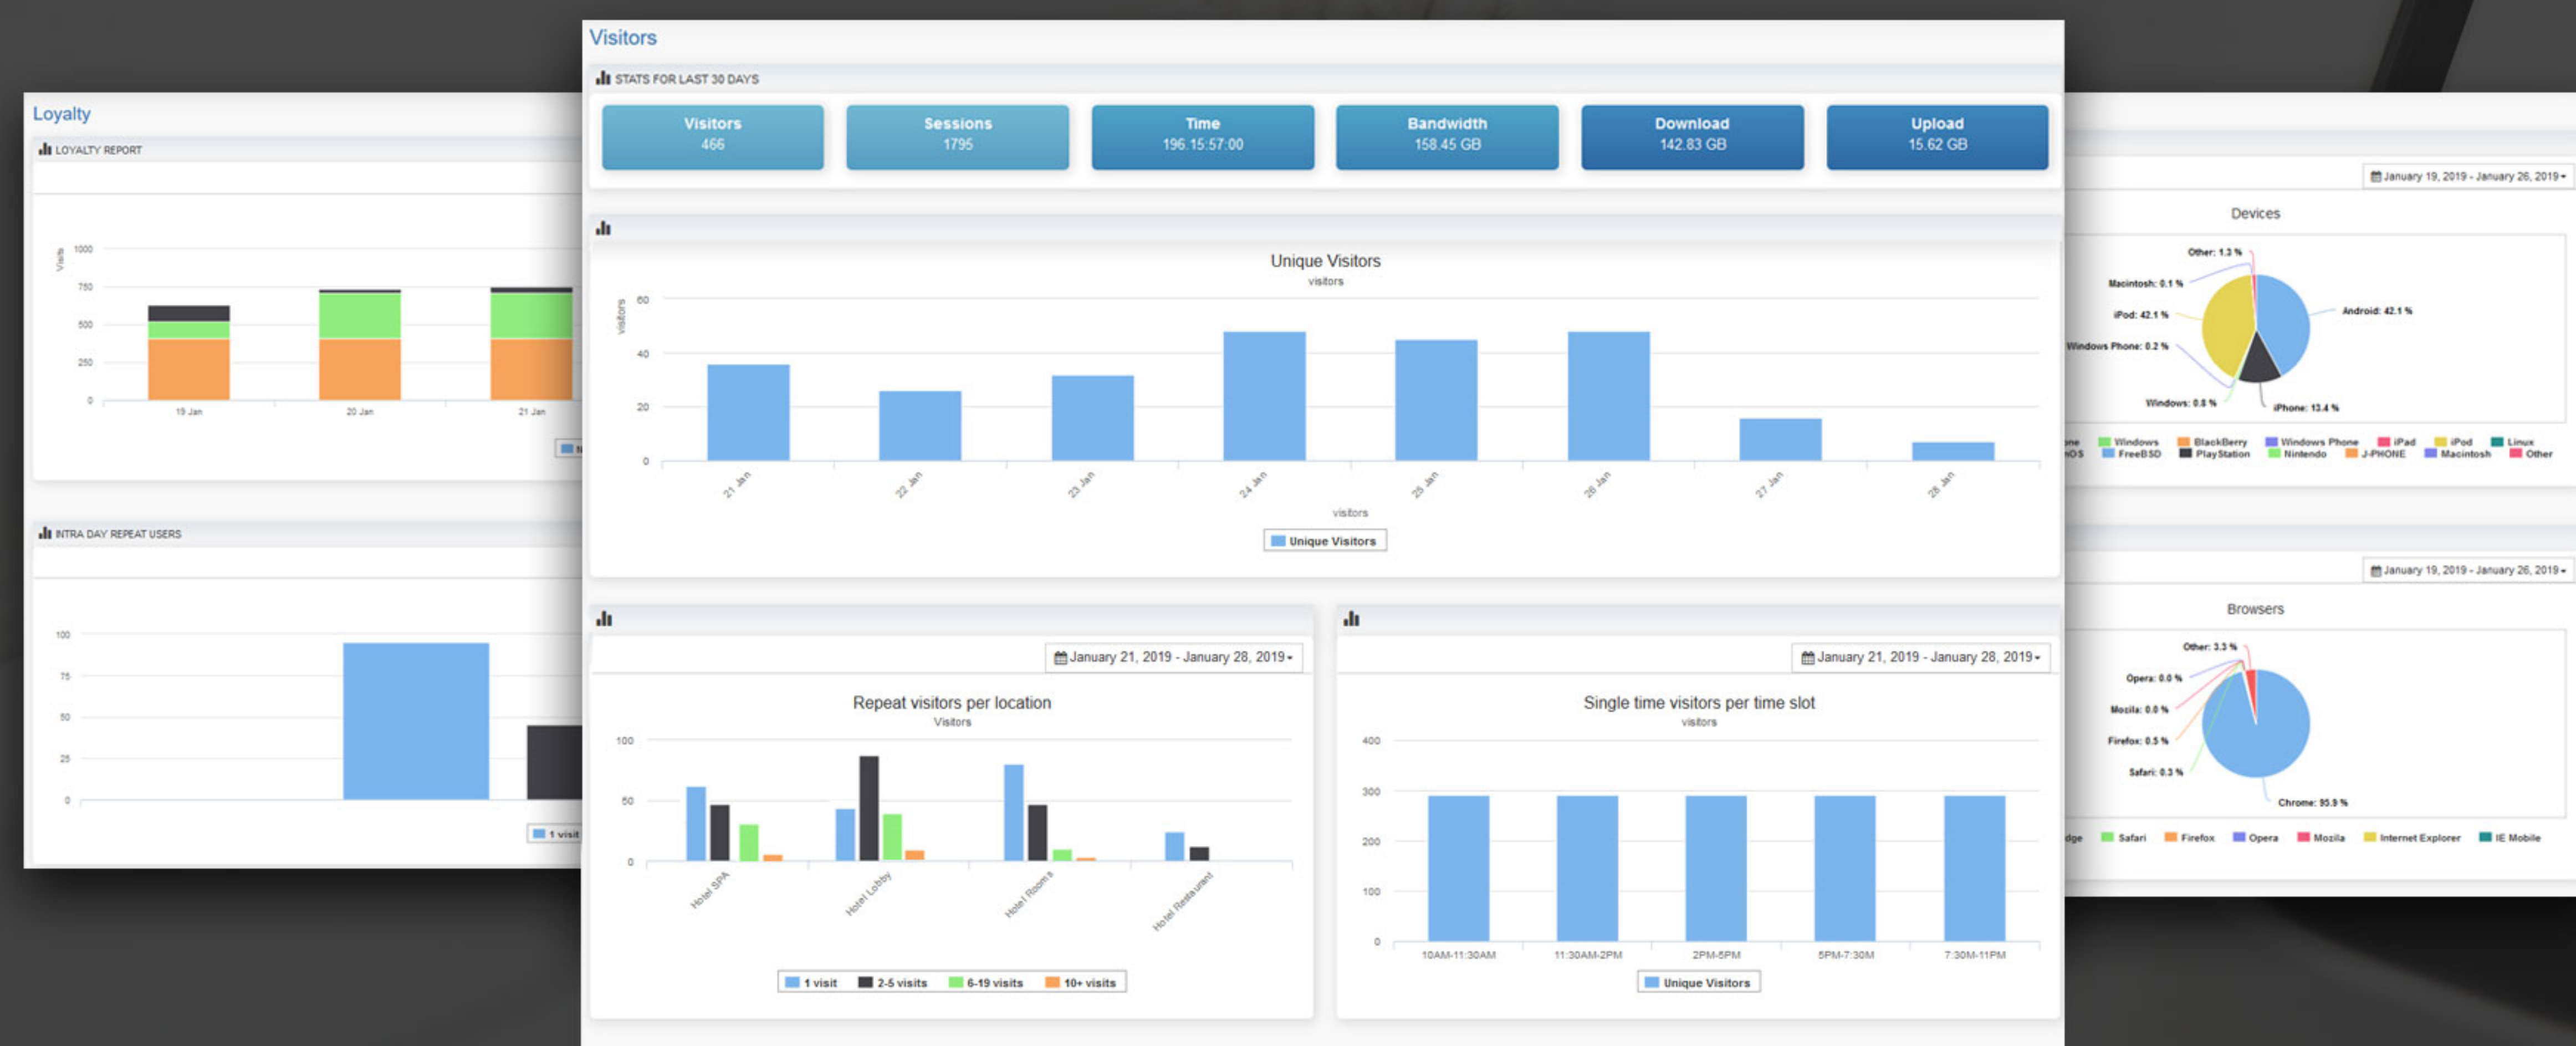 Loyalty
LOYALTY REPORT
Visits
1000
750
500
250
0
19 Jan
20 Jan
21 Jan
INTRA DAY REPEAT USERS
100
75
50
25
0
1 visit
Visitors
STATS FOR LAST 30 DAYS
Visitors
466
Sessions
1795
Time
196.15:57:00
Bandwidth
158.45 GB
Download
142.83 GB
Upload
15.62 GB
Unique Visitors
visitors
visitors
60
40
20
0
21 Jan
22 Jan
23 Jan
24 Jan
25 Jan
26 Jan
27 Jan
28 Jan
visitors
Unique Visitors
January 21, 2019 - January 28, 2019
Repeat visitors per location
Visitors
100
50
0
Hotel SPA
Hotel Lobby
Hotel Rooms
Hotel Restaurant
1 visit 2-5 visits 6-19 visits 10+ visits
January 21, 2019 - January 28, 2019
Single time visitors per time slot
visitors
400
300
200
100
0
10AM-11:30AM
11:30AM-2PM
2PM-5PM
5PM-7:30M
7:30M-11PM
Unique Visitors
January 19, 2019 - January 26, 2019
Devices
Other: 1.3 %
Macintosh: 0.1 %
iPod: 42.1 %
Android: 42.1 %
Windows Phone: 0.2 %
Windows: 0.8 %
iPhone: 13.4 %
Windows BlackBerry Windows Phone iPad iPod Linux
FreeBSD PlayStation Nintendo J-PHONE Macintosh Other
January 19, 2019 - January 26, 2019
Browsers
Other: 3.3 %
Opera: 0.0 %
Mozila: 0.0 %
Firefox: 0.5 %
Safari: 0.3 %
Chrome: 95.9 %
Safari Firefox Opera Mozila Internet Explorer IE Mobile